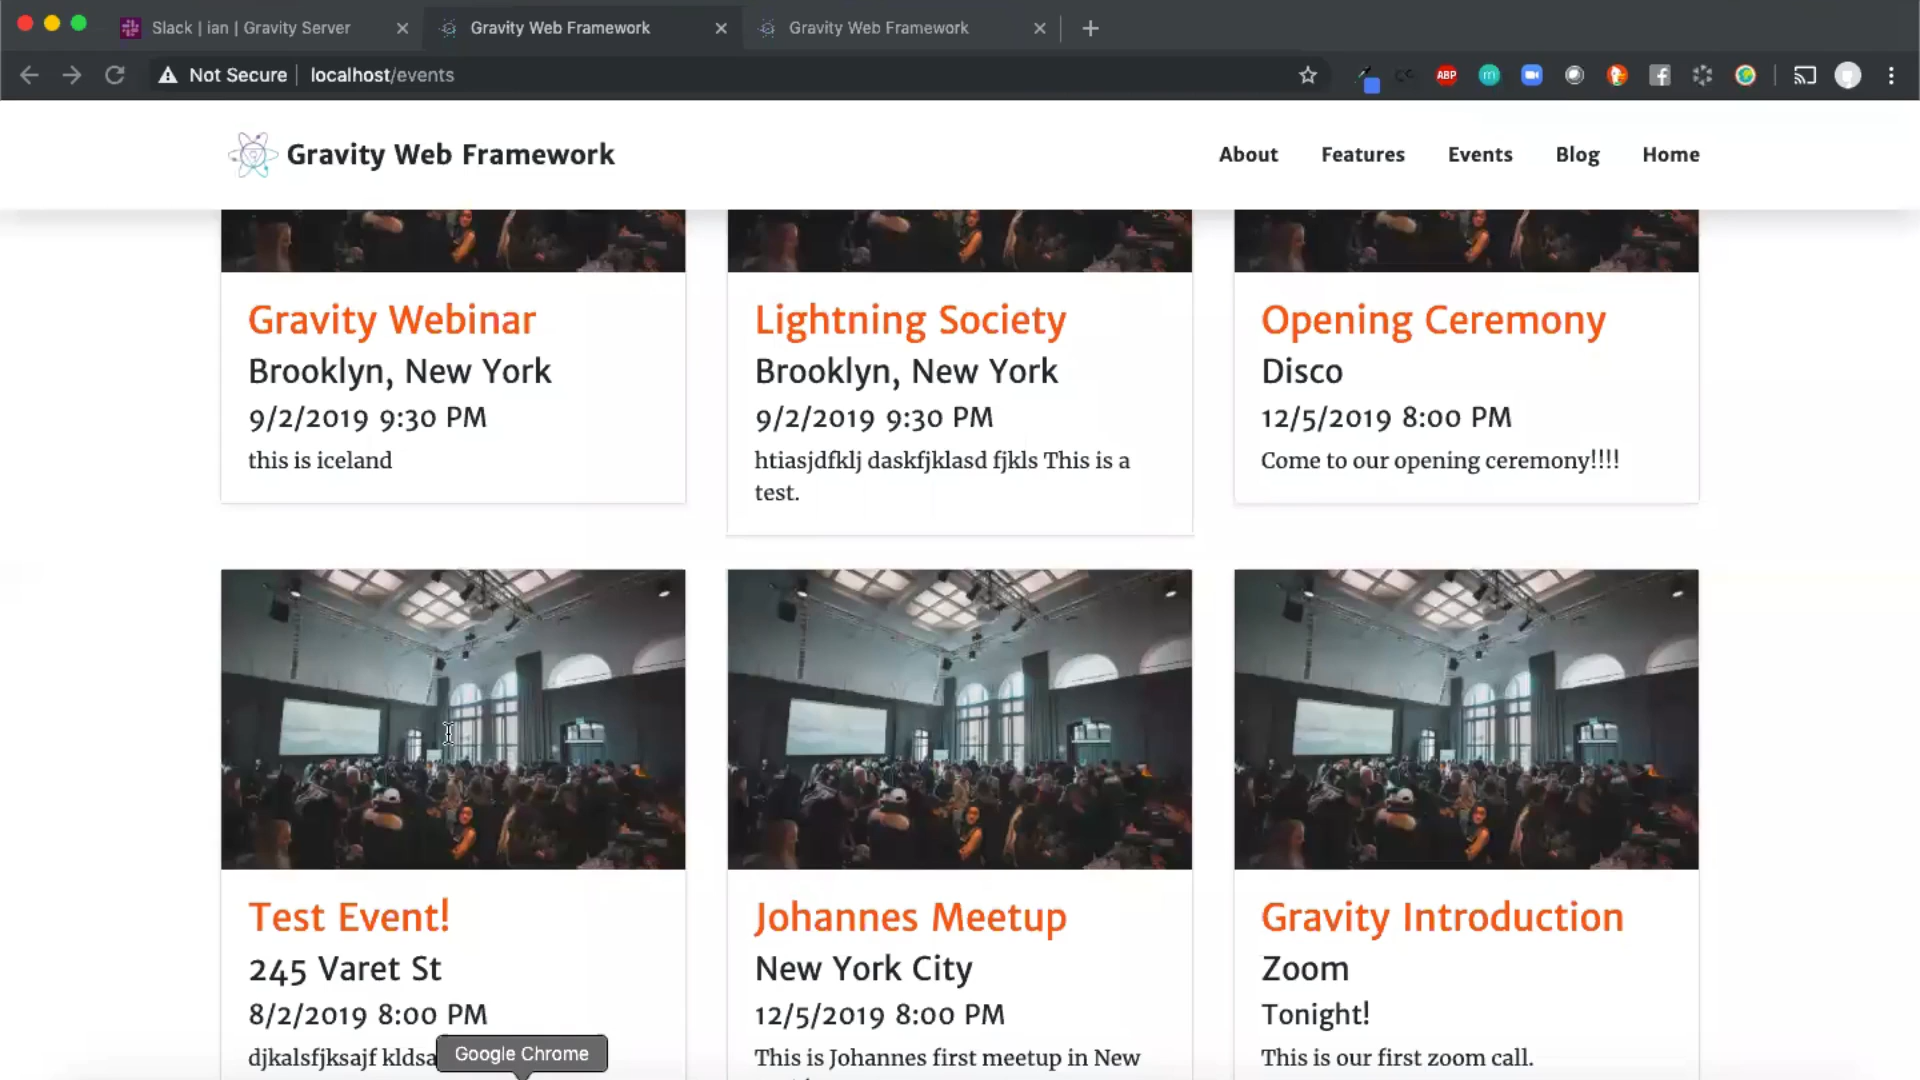 Slack | ian | Gravity Server
Gravity Web Framework
Gravity Web Framework
Not Secure
localhost/events
ABP
m
Gravity Web Framework
About
Features
Events
Blog
Home
Gravity Webinar
Brooklyn, New York
9/2/2019 9:30 PM
this is iceland
Lightning Society
Brooklyn, New York
9/2/2019 9:30 PM
htiasjdfklj daskfjklasd fjkls This is a
test.
Opening Ceremony
Disco
12/5/2019 8:00 PM
Come to our opening ceremony!!!!
Test Event!
245 Varet St
8/2/2019 8:00 PM
djkalsfjksajf kldsa
Johannes Meetup
New York City
12/5/2019 8:00 PM
This is Johannes first meetup in New
Gravity Introduction
Zoom
Tonight!
This is our first zoom call.
Google Chrome